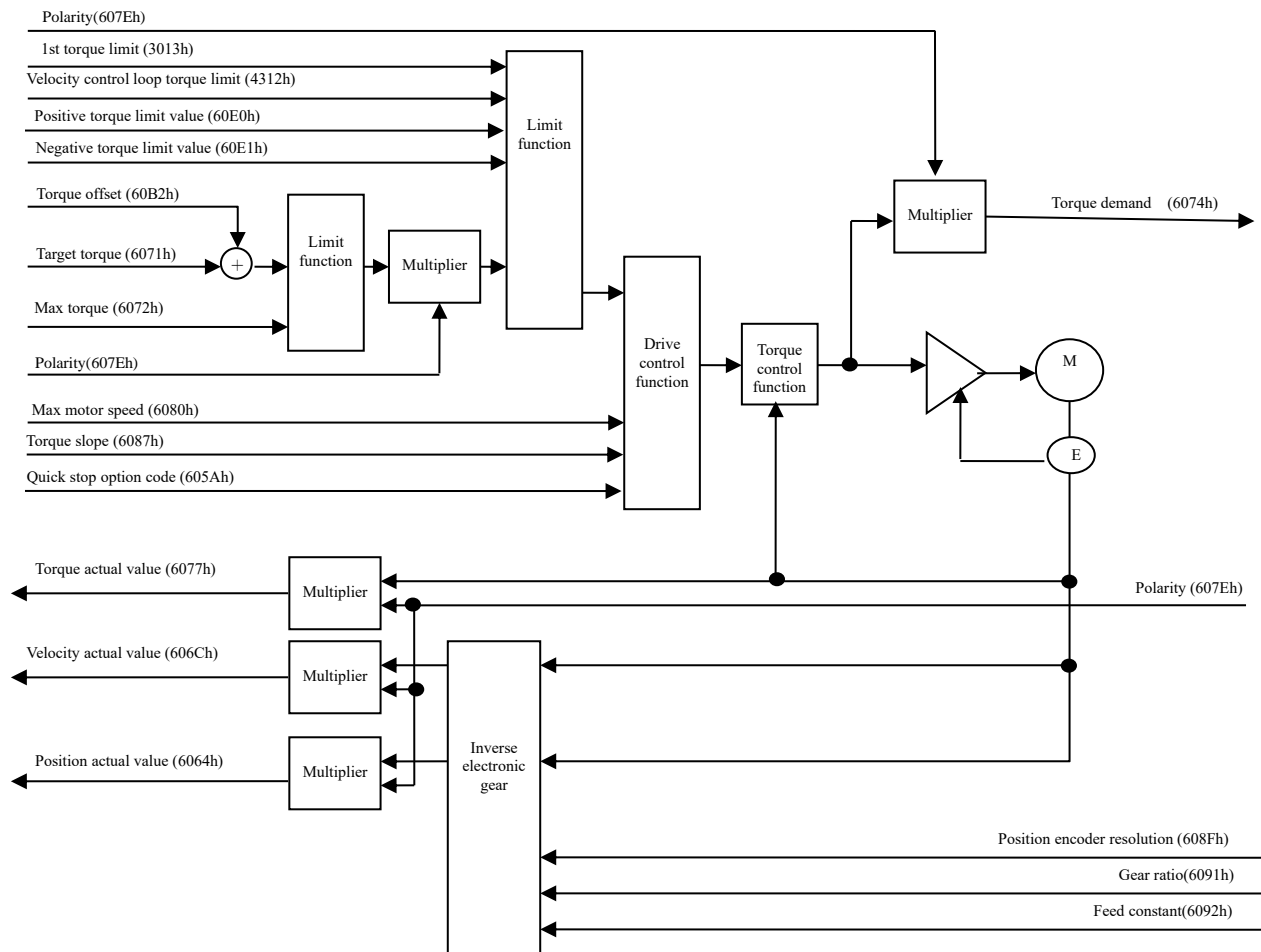 Polarity(607Eh)
1st torque limit (3013h)
Velocity control loop torque limit (4312h)
Positive torque limit value (60E0h)
Negative torque limit value (60E1h)
Limit
function
Torque offset (60B2h)
Target torque (6071h)
+
Max torque (6072h)
Limit
function
Multiplier
Polarity(607Eh)
Multiplier
Torque demand (6074h)
Drive
control
function
Torque
control
function
M
E
Max motor speed (6080h)
Torque slope (6087h)
Quick stop option code (605Ah)
Torque actual value (6077h)
Multiplier
Polarity (607Eh)
Velocity actual value (606Ch)
Multiplier
Position actual value (6064h)
Multiplier
Inverse
electronic
gear
Position encoder resolution (608Fh)
Gear ratio(6091h)
Feed constant(6092h)